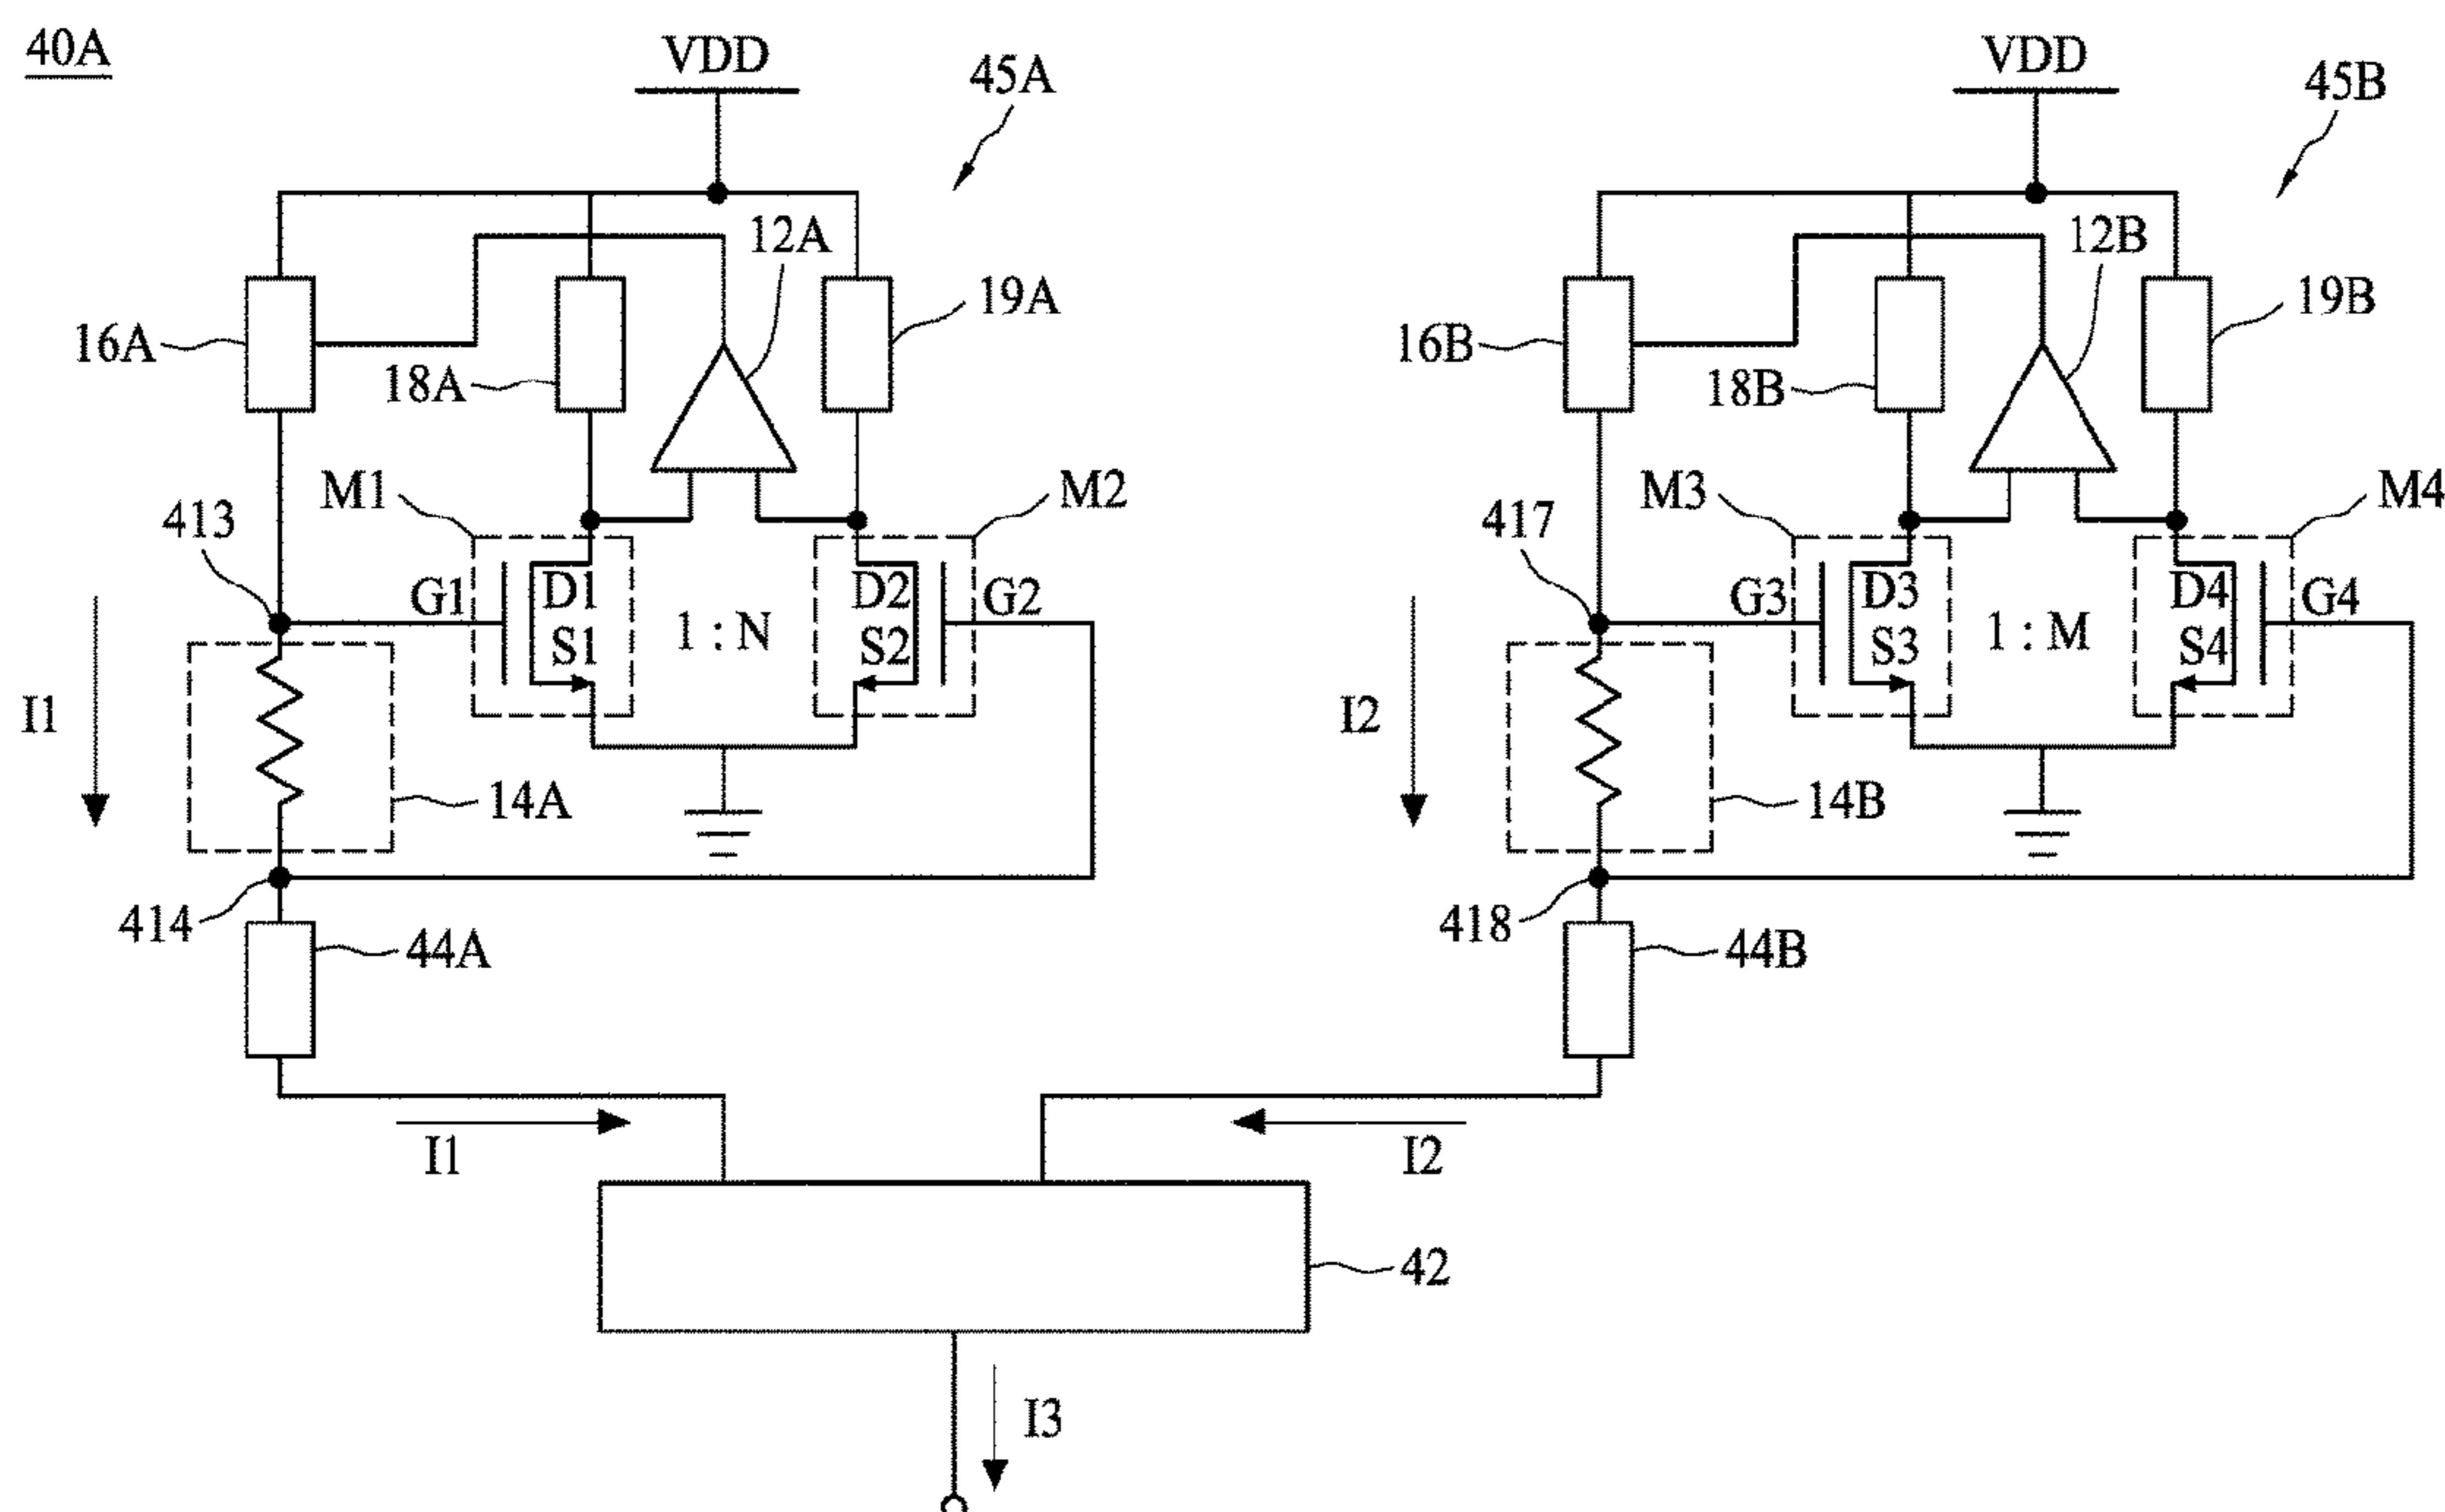 40A
VDD
45A
VDD
45B
12A
12B
16A
18A
19A
16B
18B
19B
M1
M2
M3
M4
413
417
G1
D1
S1
1 : N
D2
S2
G2
G3
D3
S3
1 : M
D4
S4
G4
I1
14A
I2
14B
414
44A
418
44B
I1
I2
42
I3